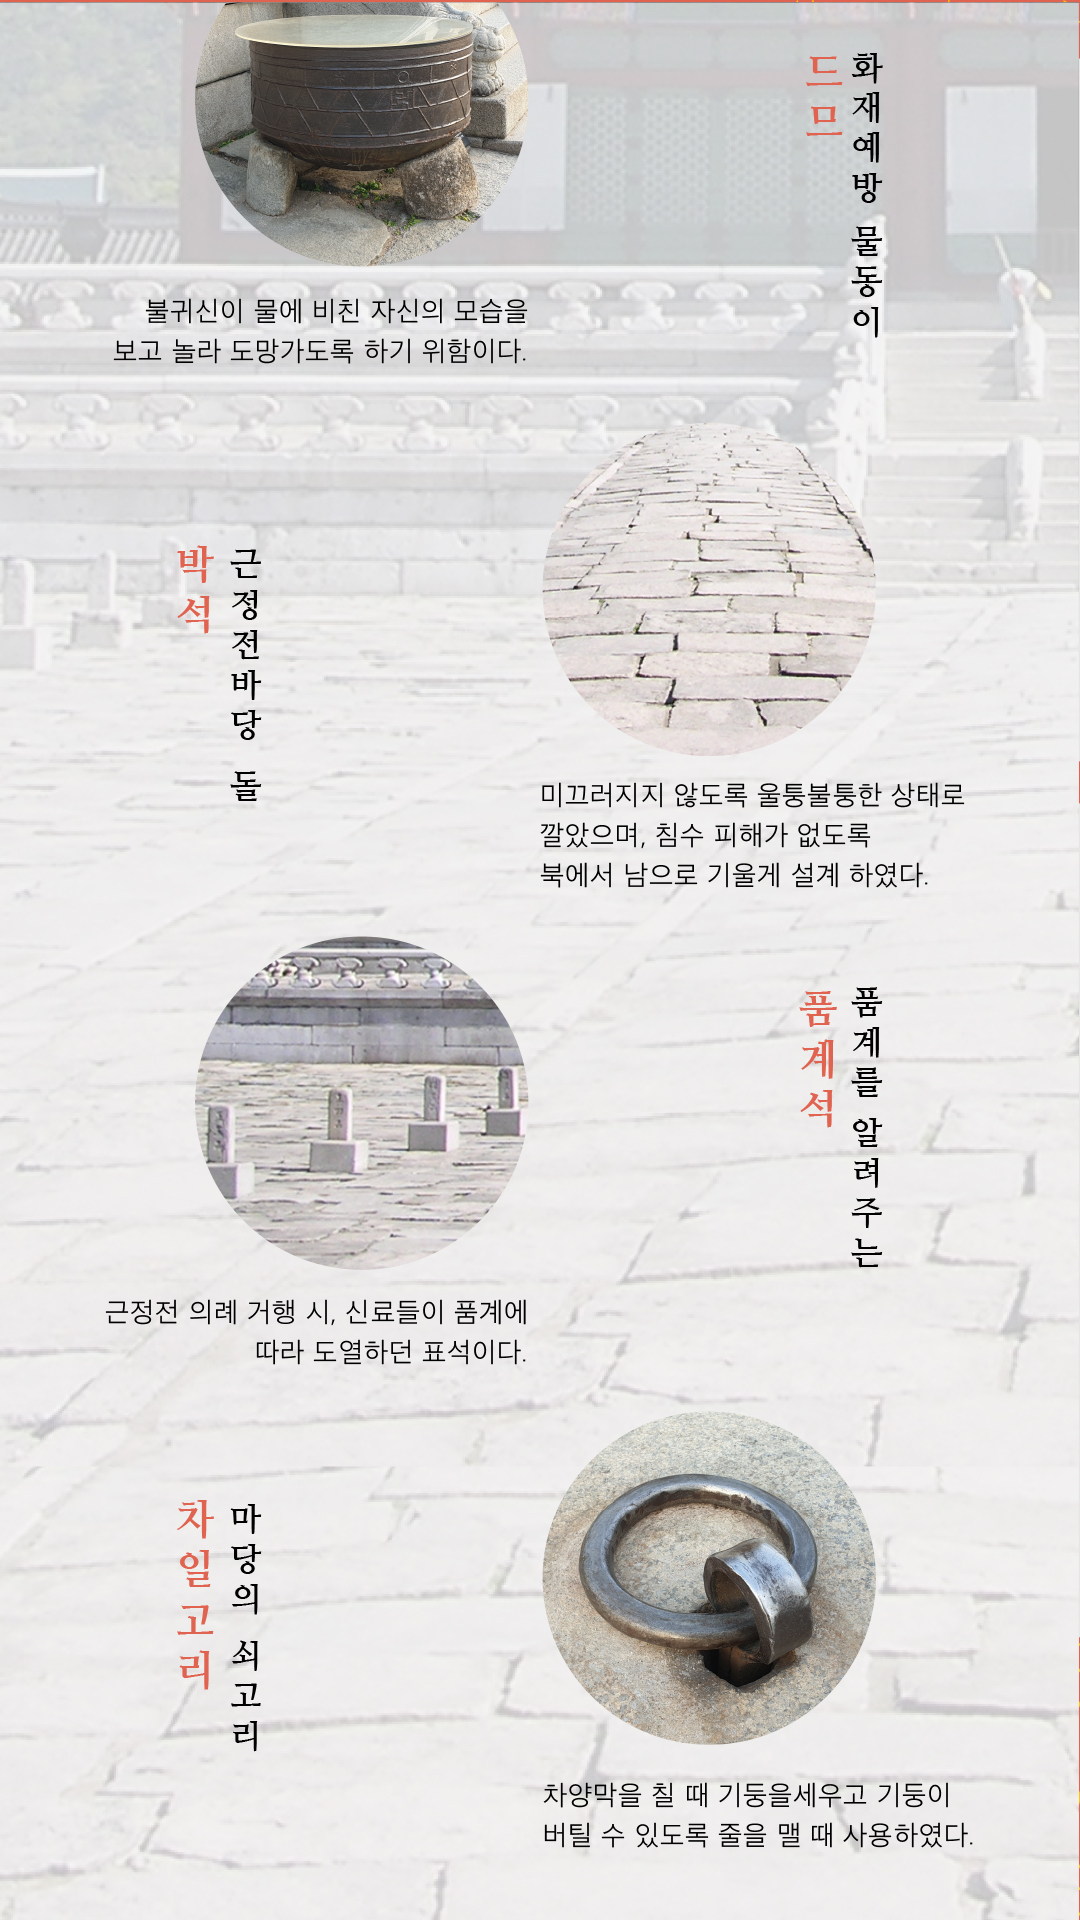 화재예방 물동이
드므
불귀신이 물에 비친 자신의 모습을
보고 놀라 도망가도록 하기 위함이다.
박석
근정전바당 돌
미끄러지지 않도록 울퉁불퉁한 상태로
깔았으며, 침수 피해가 없도록
북에서 남으로 기울게 설계 하였다.
품계를 알려주는
품계석
근정전 의례 거행 시, 신료들이 품계에
따라 도열하던 표석이다.
차일고리
마당의 쇠고리
차양막을 칠 때 기둥을세우고 기둥이
버틸 수 있도록 줄을 맬 때 사용하였다.